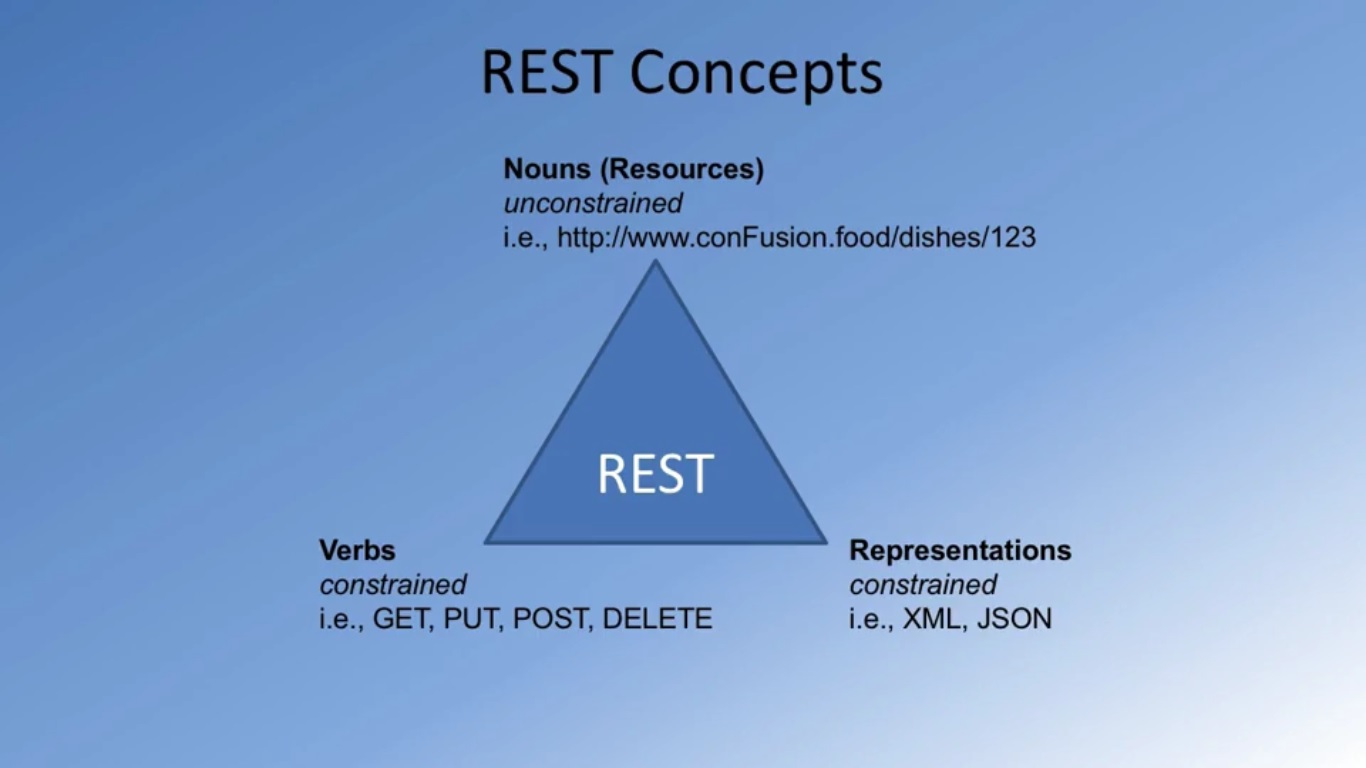 REST Concepts
Nouns (Resources)
unconstrained
i.e., http://www.conFusion.food/dishes/123
REST
Verbs
constrained
i.e., GET, PUT, POST, DELETE
Representations
constrained
i.e., XML, JSON